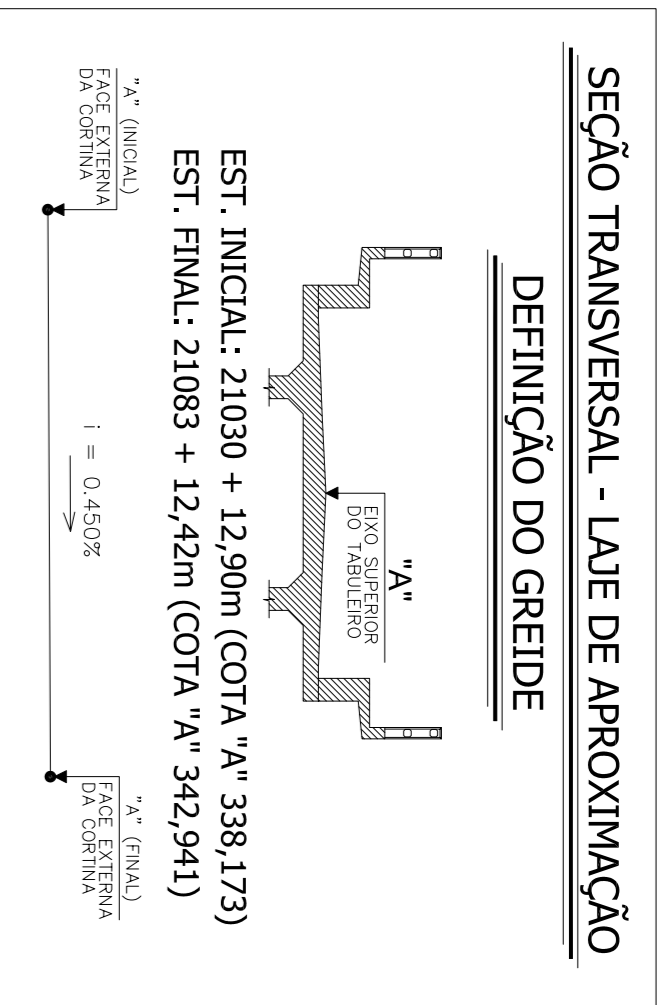 SEÇÃO TRANSVERSAL - LAJE DE APROXIMAÇÃO
DEFINIÇÃO DO GREIDE
"A"
EIXO SUPERIOR
DO TABULEIRO
EST. INICIAL: 21030 + 12,90m (COTA "A" 338,173)
EST. FINAL: 21083 + 12,42m (COTA "A" 342,941)
"A" (INICIAL)
FACE EXTERNA
DA CORTINA
i = 0.450%
"A" (FINAL)
FACE EXTERNA
DA CORTINA